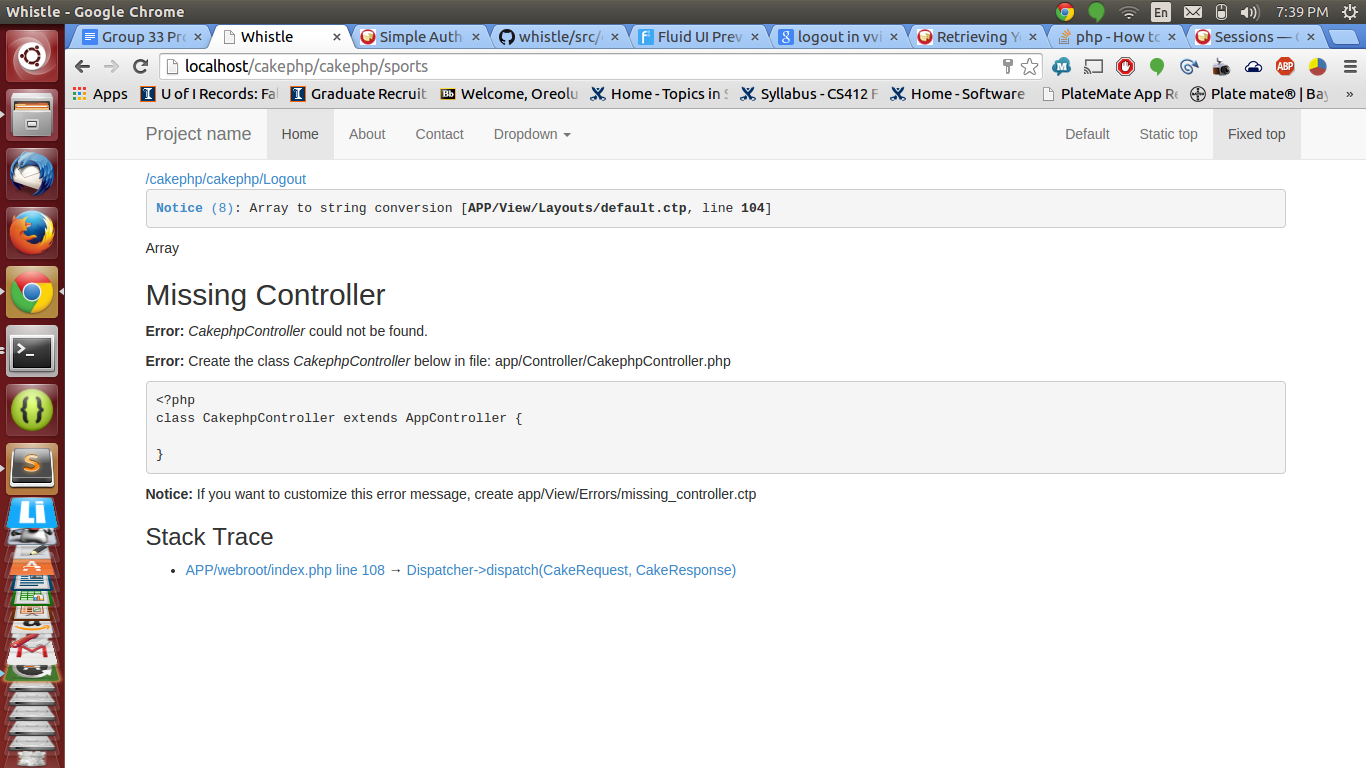 Whistle - Google Chrome
En
7:39 PM
Group 33 Pro
Whistle
Simple Auth
whistle/src/
Fluid UI Prev
logout in vvi
Retrieving Y
php - How to
Sessions —
localhost/cakephp/cakephp/sports
ABP
Apps
U of I Records: Fal
Graduate Recruit
Bb Welcome, Oreolu
Home - Topics in S
Syllabus - CS412 F
Home - Software
PlateMate App Re
Plate mate® | Bay
»
Project name
Home
About
Contact
Dropdown
Default
Static top
Fixed top
/cakephp/cakephp/Logout
Notice (8): Array to string conversion [APP/View/Layouts/default.ctp, line 104]
Array
Missing Controller
Error: CakephpController could not be found.
Error: Create the class CakephpController below in file: app/Controller/CakephpController.php
<?php
class CakephpController extends AppController {
}
Notice: If you want to customize this error message, create app/View/Errors/missing_controller.ctp
Stack Trace
• APP/webroot/index.php line 108 → Dispatcher->dispatch(CakeRequest, CakeResponse)